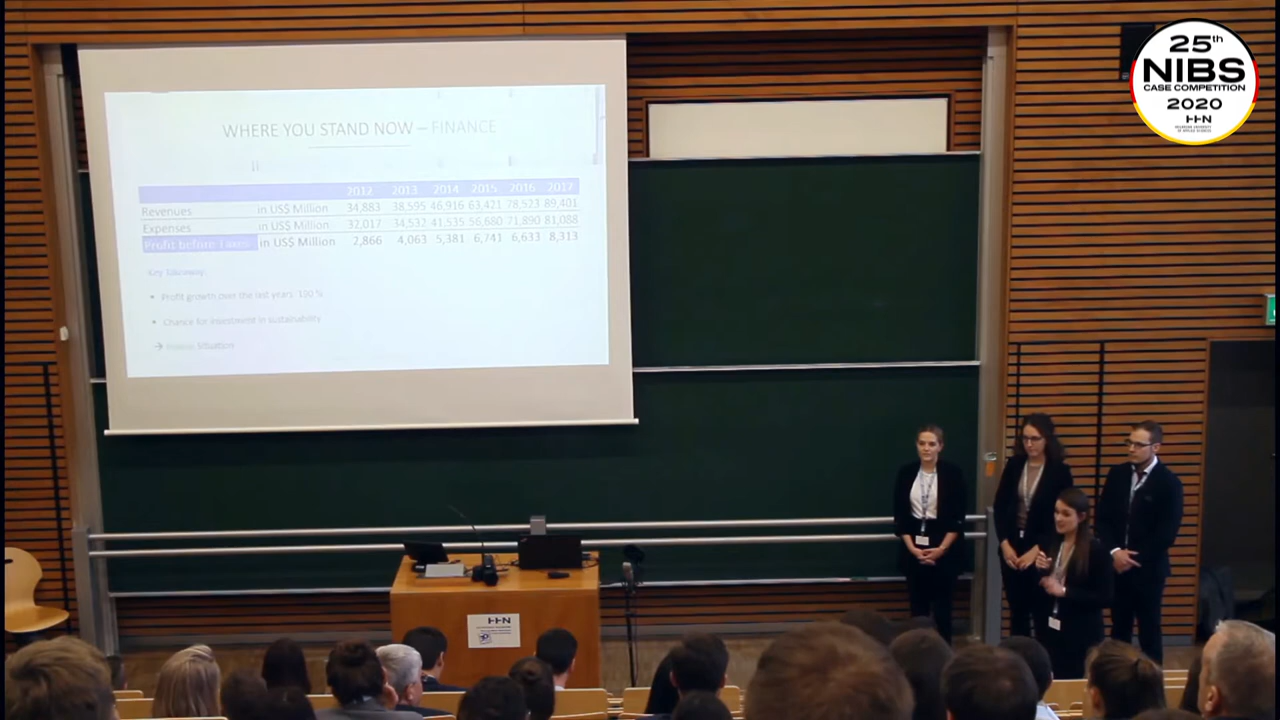 25th
NIBS
CASE COMPETITION
2020
HHN
WHERE YOU STAND NOW – FINANCE
2012 2013 2014 2015 2016 2017
Revenues in US$ Million 34,883 38,595 46,916 63,421 78,523 89,401
Expenses in US$ Million 32,017 34,532 41,535 56,680 71,890 81,088
Profit before Taxes in US$ Million 2,866 4,063 5,381 6,741 6,633 8,313
Key Takeaway
• Profit growth over the last years 190 %
• Chance for investment in sustainability
→ Situation
HHN